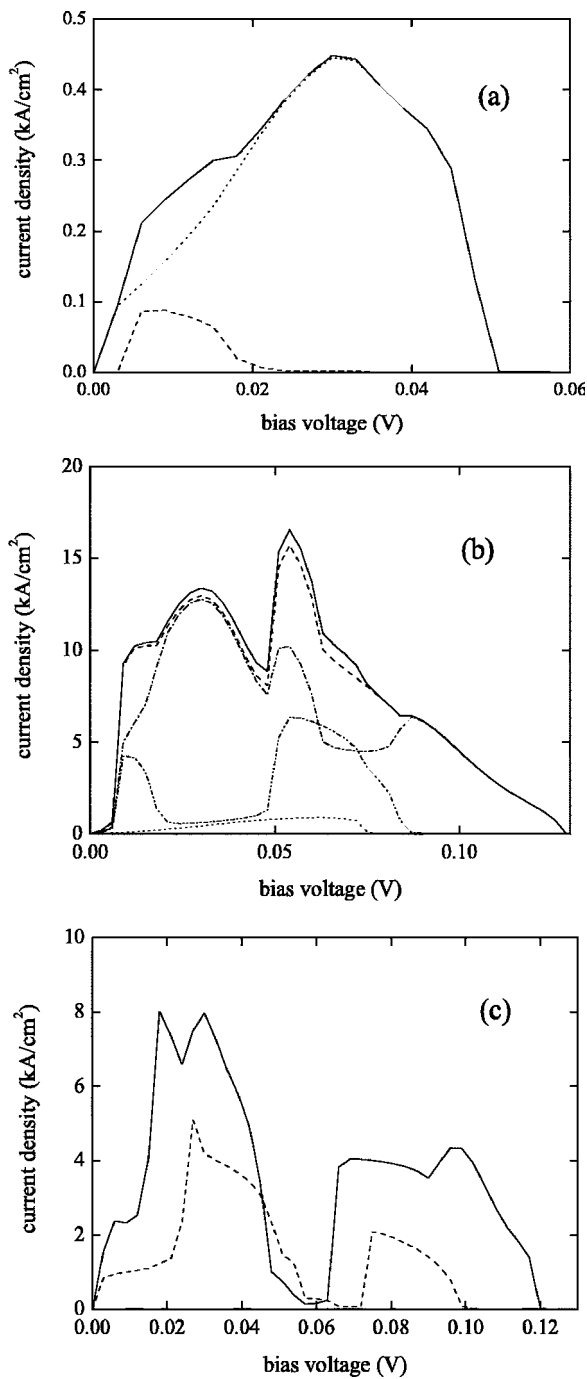 0.5
0.4
(a)
0.3
0.2
0.1
0.0
0.00 0.02 0.04 0.06
current density (kA/cm²)
bias voltage (V)
20
(b)
15
10
5
0
0.00 0.05 0.10
current density (kA/cm²)
bias voltage (V)
10
(c)
8
6
4
2
0
0.00 0.02 0.04 0.06 0.08 0.10 0.12
current density (kA/cm²)
bias voltage (V)